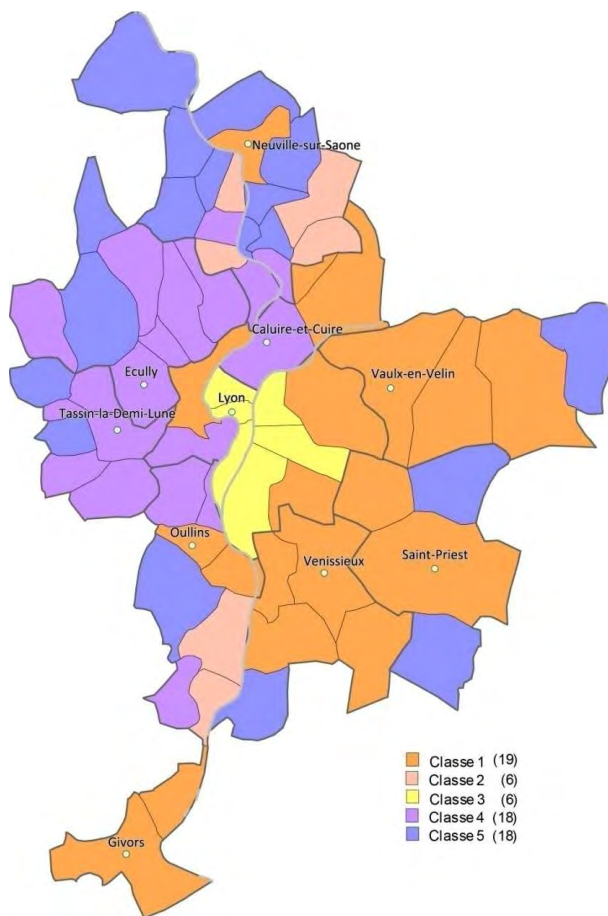 Neuville-sur-Saone
Caluire-et-Cuire
Ecully
Vaulx-en-Velin
Lyon
Tassin-la-Demi-Lune
Oullins
Venissieux
Saint-Priest
Classe 1 (19)
Classe 2 (6)
Classe 3 (6)
Classe 4 (18)
Classe 5 (18)
Givors